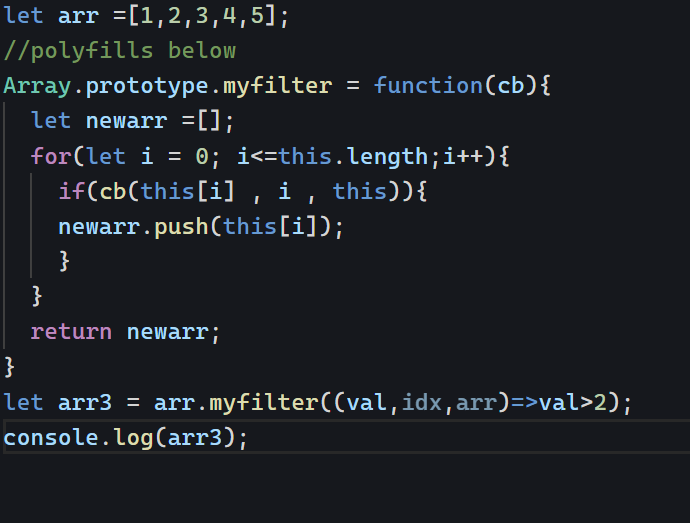 let arr =[1,2,3,4,5];
//polyfills below
Array.prototype.myfilter = function(cb){
  let newarr =[];
  for(let i = 0; i<=this.length;i++){
    if(cb(this[i] , i , this)){
    newarr.push(this[i]);
    }
  }
  return newarr;
}
let arr3 = arr.myfilter((val,idx,arr)=>val>2);
console.log(arr3);